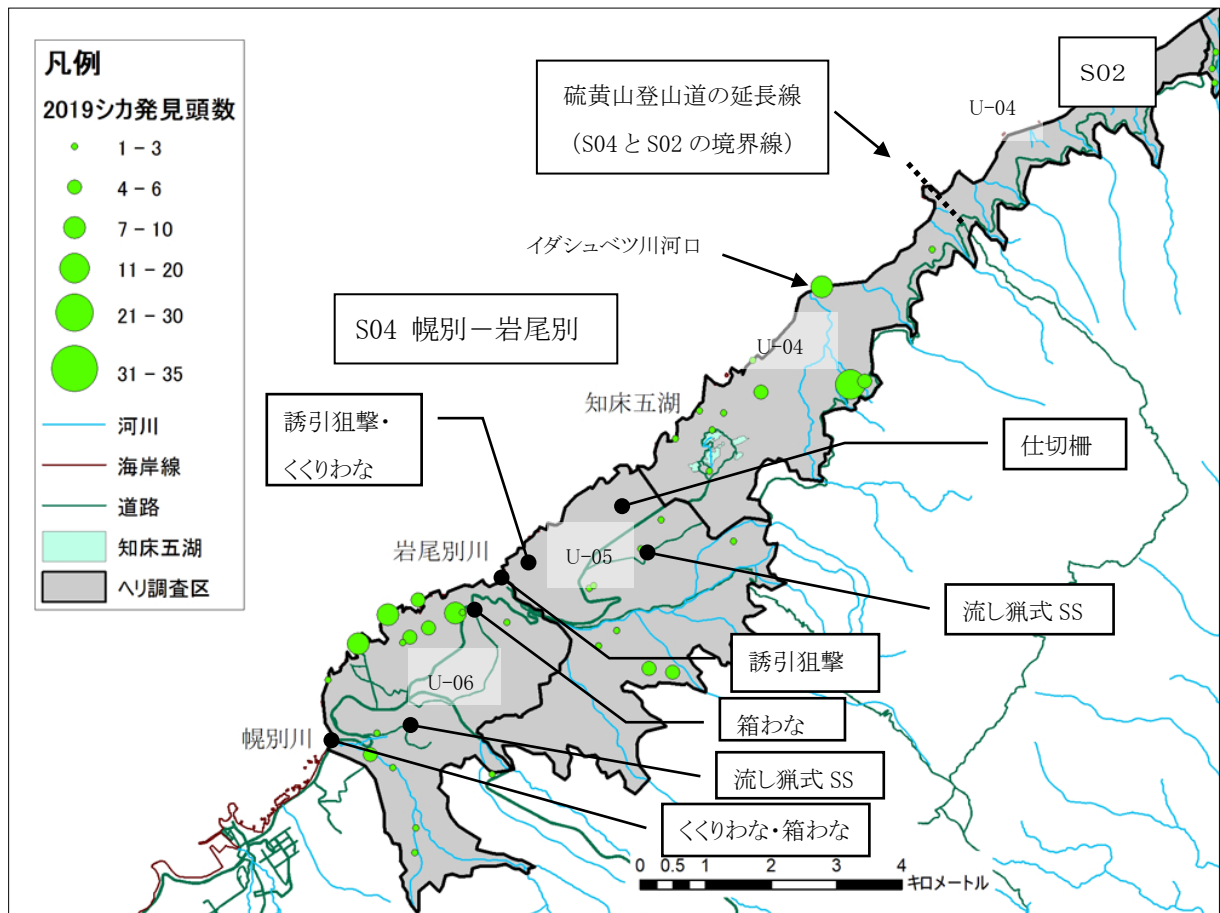 凡例
2019シカ発見頭数
1 - 3
4 - 6
7 - 10
11 - 20
21 - 30
31 - 35
河川
海岸線
道路
知床五湖
ヘリ調査区
S02
U-04
硫黄山登山道の延長線
(S04とS02の境界線)
イダシュベツ川河口
S04 幌別-岩尾別
U-04
知床五湖
誘引狙撃・
くくりわな
仕切柵
岩尾別川
U-05
流し猟式 SS
誘引狙撃
U-06
箱わな
幌別川
流し猟式 SS
くくりわな・箱わな
0 0.5 1 2 3 4
キロメートル